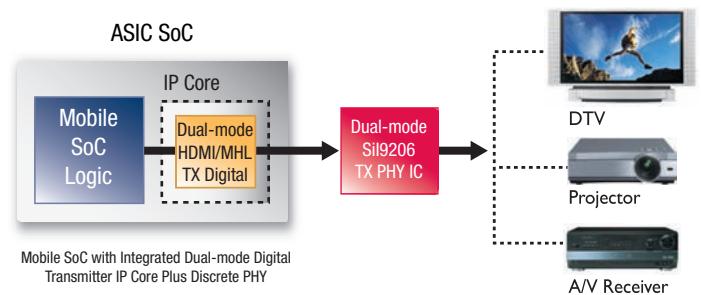 ASIC SoC
IP Core
Mobile
SoC
Logic
Dual-mode
HDMI/MHL
TX Digital
Dual-mode
SiI9206
TX PHY IC
DTV
Projector
A/V Receiver
Mobile SoC with Integrated Dual-mode Digital
Transmitter IP Core Plus Discrete PHY